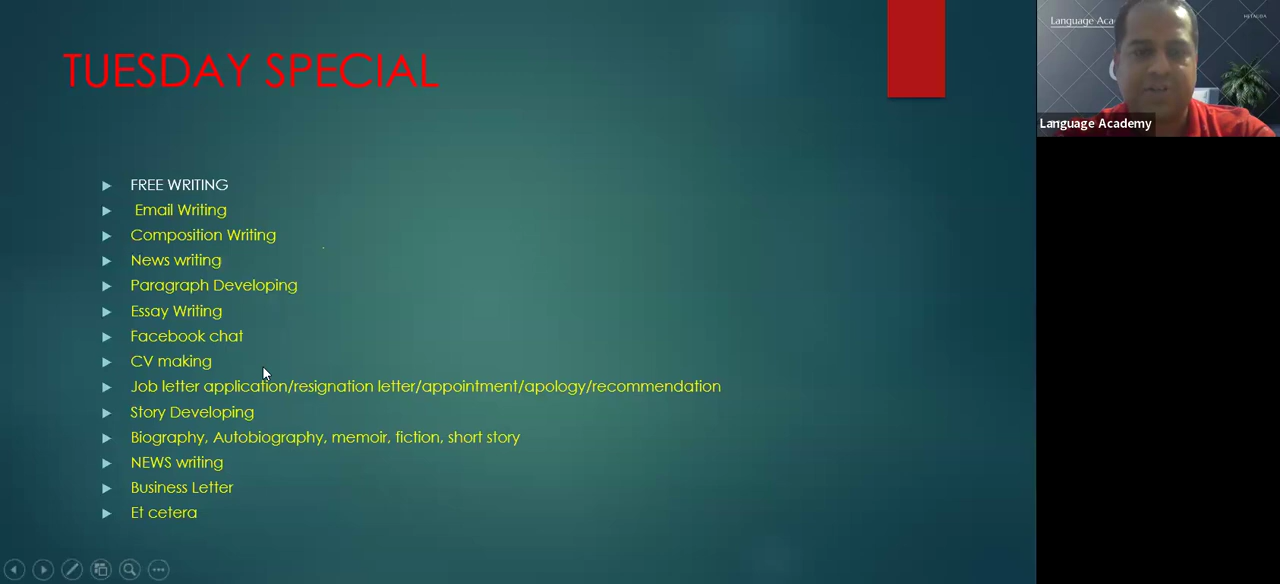 TUESDAY SPECIAL
FREE WRITING
Email Writing
Composition Writing
News writing
Paragraph Developing
Essay Writing
Facebook chat
CV making
Job letter application/resignation letter/appointment/apology/recommendation
Story Developing
Biography, Autobiography, memoir, fiction, short story
NEWS writing
Business Letter
Et cetera
Language Aca
Language Academy